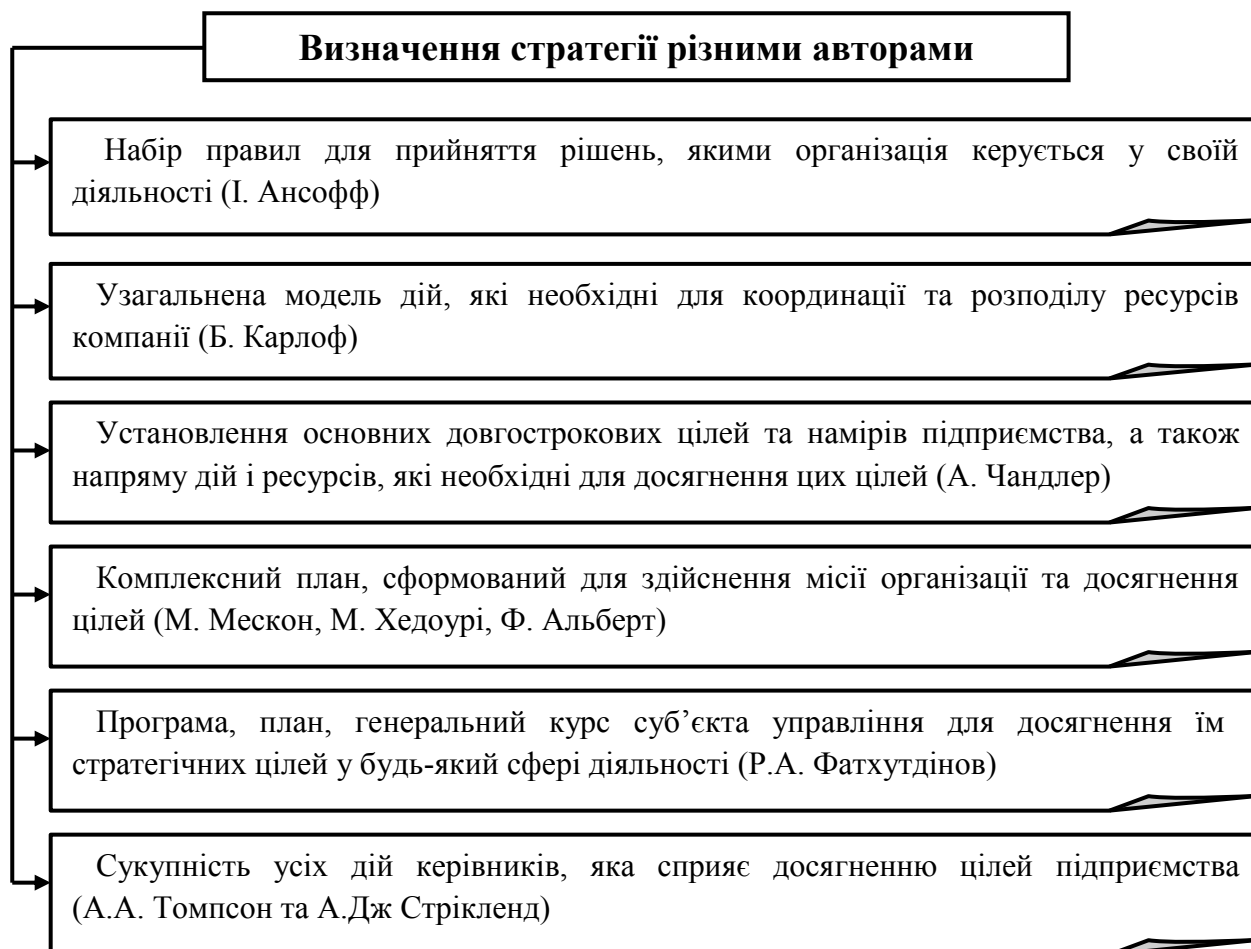 Визначення стратегії різними авторами
Набір правил для прийняття рішень, якими організація керується у своїй
діяльності (І. Ансофф)
Узагальнена модель дій, які необхідні для координації та розподілу ресурсів
компанії (Б. Карлоф)
Установлення основних довгострокових цілей та намірів підприємства, а також
напряму дій і ресурсів, які необхідні для досягнення цих цілей (А. Чандлер)
Комплексний план, сформований для здійснення місії організації та досягнення
цілей (М. Мескон, М. Хедоурі, Ф. Альберт)
Програма, план, генеральний курс суб’єкта управління для досягнення їм
стратегічних цілей у будь-який сфері діяльності (Р.А. Фатхутдінов)
Сукупність усіх дій керівників, яка сприяє досягненню цілей підприємства
(А.А. Томпсон та А.Дж Стрікленд)